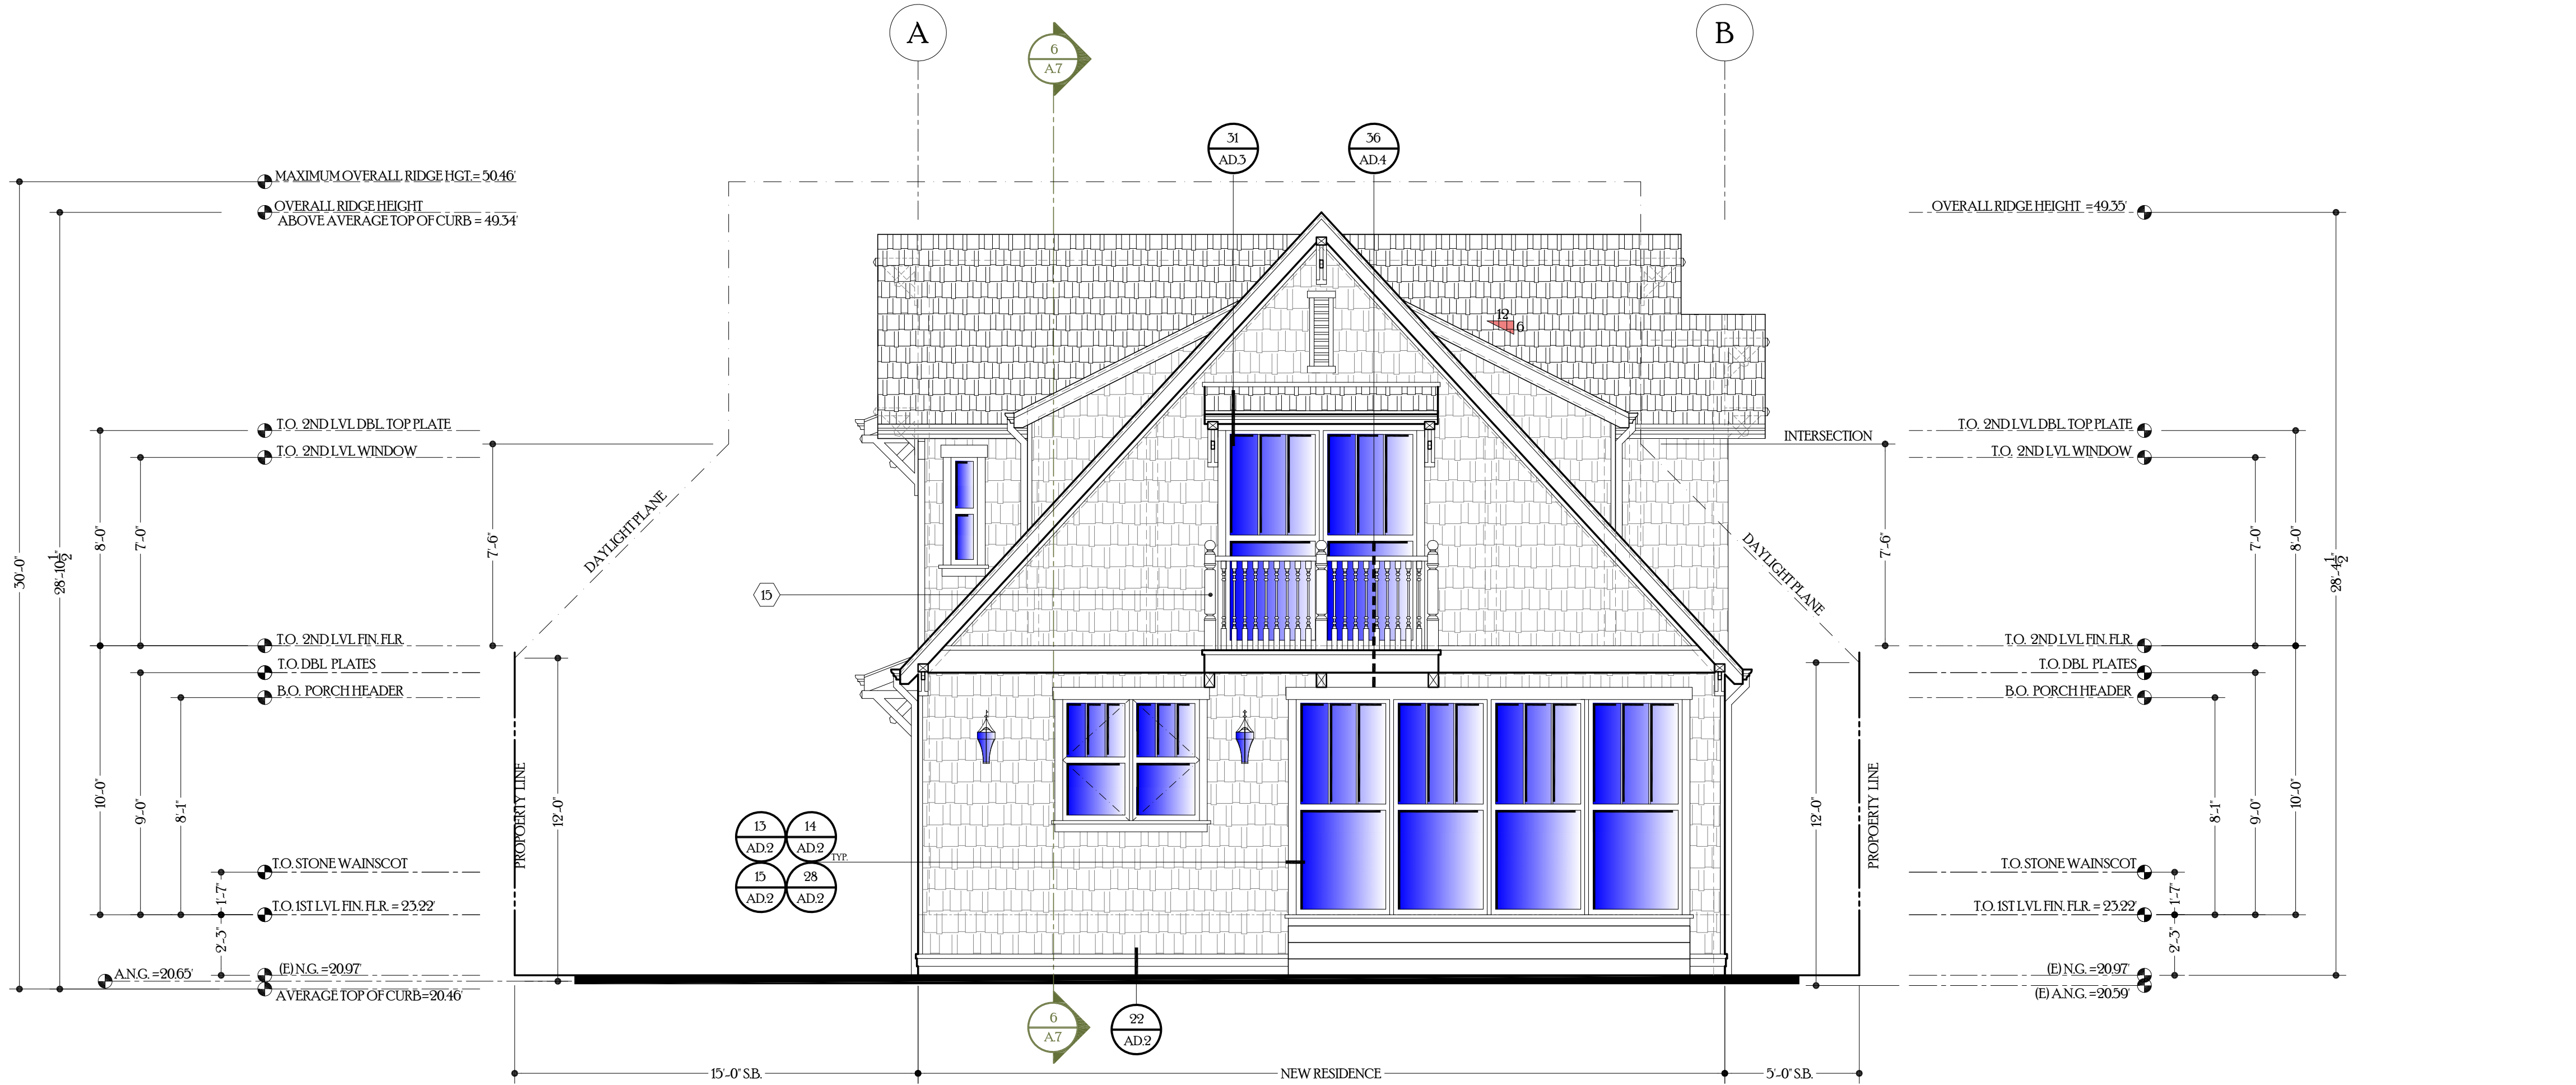 A
B
6
A.7
31
AD.3
36
AD.4
MAXIMUM OVERALL RIDGE HGT.= 50.46'
OVERALL RIDGE HEIGHT
ABOVE AVERAGE TOP OF CURB = 49.34'
OVERALL RIDGE HEIGHT =49.35'
12
6
T.O. 2ND LVL DBL. TOP PLATE
T.O. 2ND LVL WINDOW
T.O. 2ND LVL DBL. TOP PLATE
INTERSECTION
T.O. 2ND LVL WINDOW
DAYLIGHT PLANE
DAYLIGHT PLANE
30'-0"
28'-10 1/2"
8'-0"
7'-0"
7'-6"
7'-6"
7'-0"
8'-0"
28'-4 1/2"
15
T.O. 2ND LVL FIN. FLR.
T.O. DBL. PLATES
B.O. PORCH HEADER
T.O. 2ND LVL FIN. FLR.
T.O. DBL. PLATES
B.O. PORCH HEADER
10'-0"
9'-0"
8'-1"
PROPOERTY LINE
12'-0"
12'-0"
PROPOERTY LINE
8'-1"
9'-0"
10'-0"
13
AD.2
14
AD.2
TYP.
15
AD.2
28
AD.2
T.O. STONE WAINSCOT
1'-7"
T.O. 1ST LVL FIN. FLR. = 23.22'
2'-3"
A.N.G. =20.65'
(E) N.G. =20.97'
AVERAGE TOP OF CURB=20.46'
T.O. STONE WAINSCOT
1'-7"
T.O. 1ST LVL FIN. FLR. = 23.22'
2'-3"
(E) N.G. =20.97'
(E) A.N.G. =20.59'
6
A.7
22
AD.2
15'-0" S.B.
NEW RESIDENCE
5'-0" S.B.